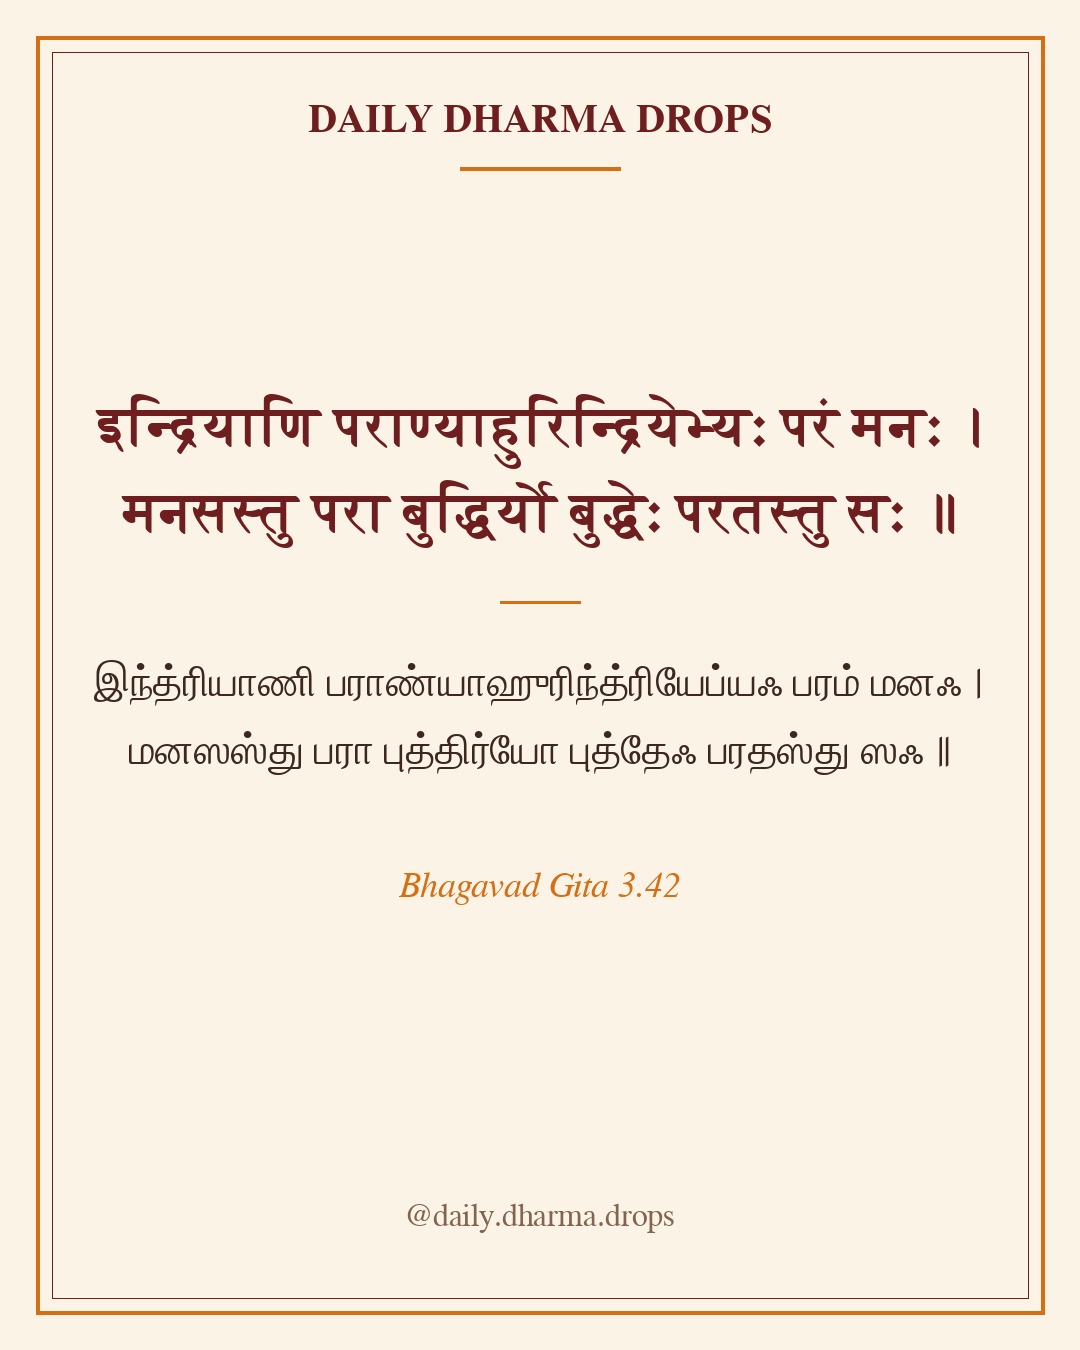 DAILY DHARMA DROPS
इन्द्रियाणि पराण्याहुरिन्द्रियेभ्यः परं मनः ।
मनसस्तु परा बुद्धिर्यो बुद्धेः परतस्तु सः ॥
இந்த்ரியாணி பராண்யாஹுரிந்த்ரியேப்யஃ பரம் மனஃ |
மனஸஸ்து பரா புத்திர்யோ புத்தேஃ பரதஸ்து ஸஃ ॥
Bhagavad Gita 3.42
@daily.dharma.drops